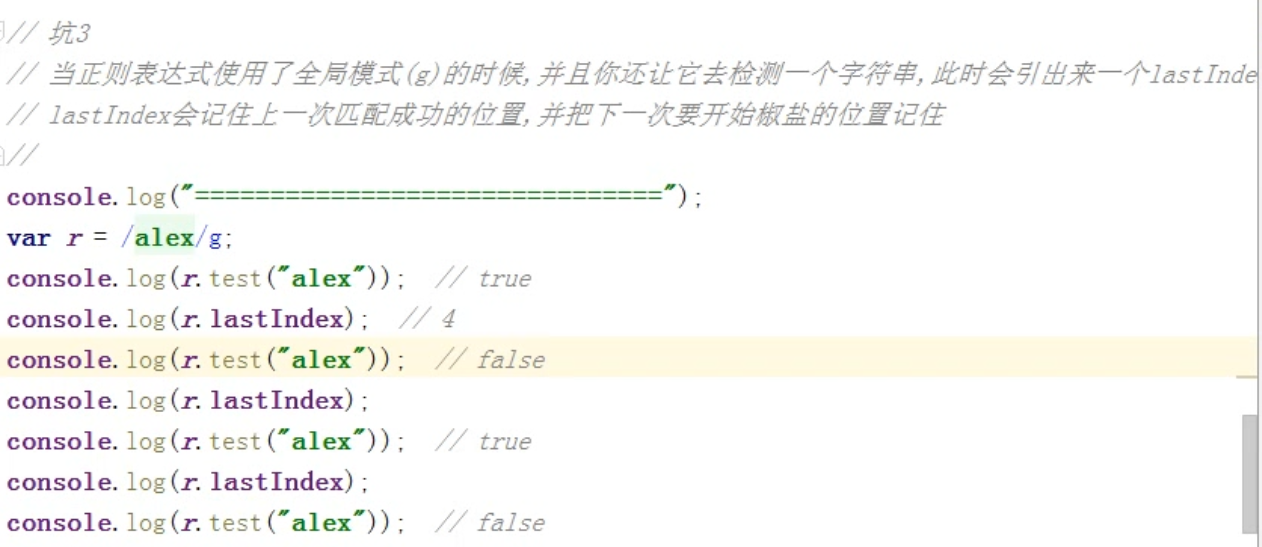 // 坑3
// 当正则表达式使用了全局模式(g)的时候,并且你还让它去检测一个字符串,此时会引出来一个lastInde
// lastIndex会记住上一次匹配成功的位置,并把下一次要开始椒盐的位置记住
//
console.log("===============================");
var r = /alex/g;
console.log(r.test("alex"));  // true
console.log(r.lastIndex);  // 4
console.log(r.test("alex"));  // false
console.log(r.lastIndex);
console.log(r.test("alex"));  // true
console.log(r.lastIndex);
console.log(r.test("alex"));  // false